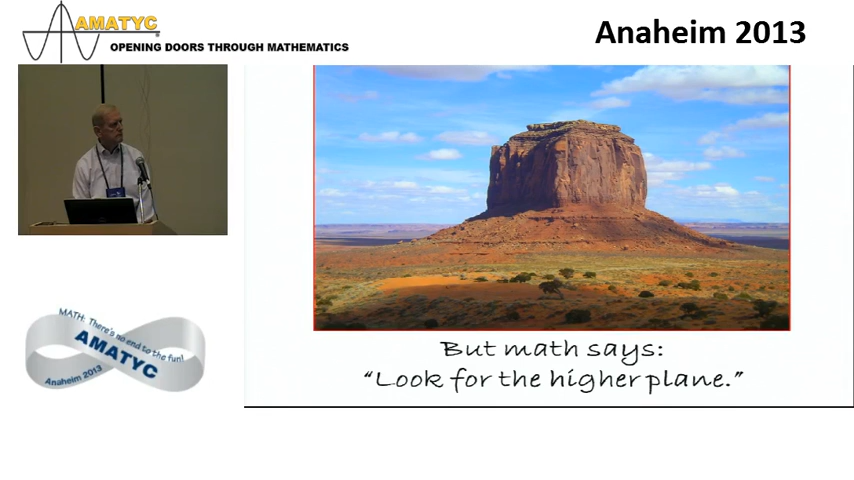 AMATYC
OPENING DOORS THROUGH MATHEMATICS
Anaheim 2013
But math says:
“Look for the higher plane.”
MATH: There's no end to the fun!
AMATYC
Anaheim 2013